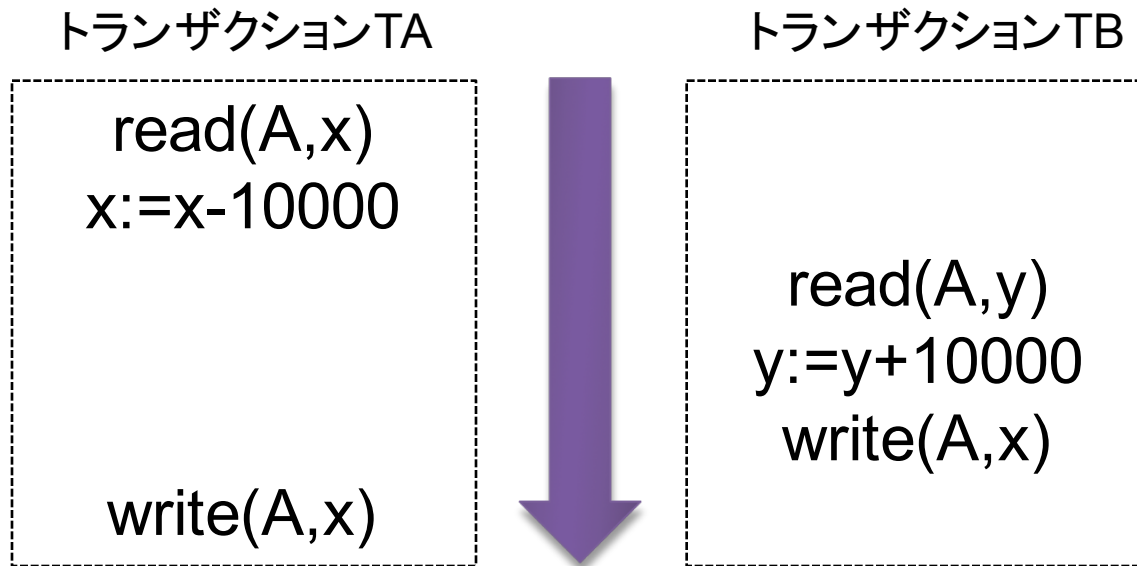 トランザクションTA
read(A,x)
x:=x-10000
write(A,x)
トランザクションTB
read(A,y)
y:=y+10000
write(A,x)